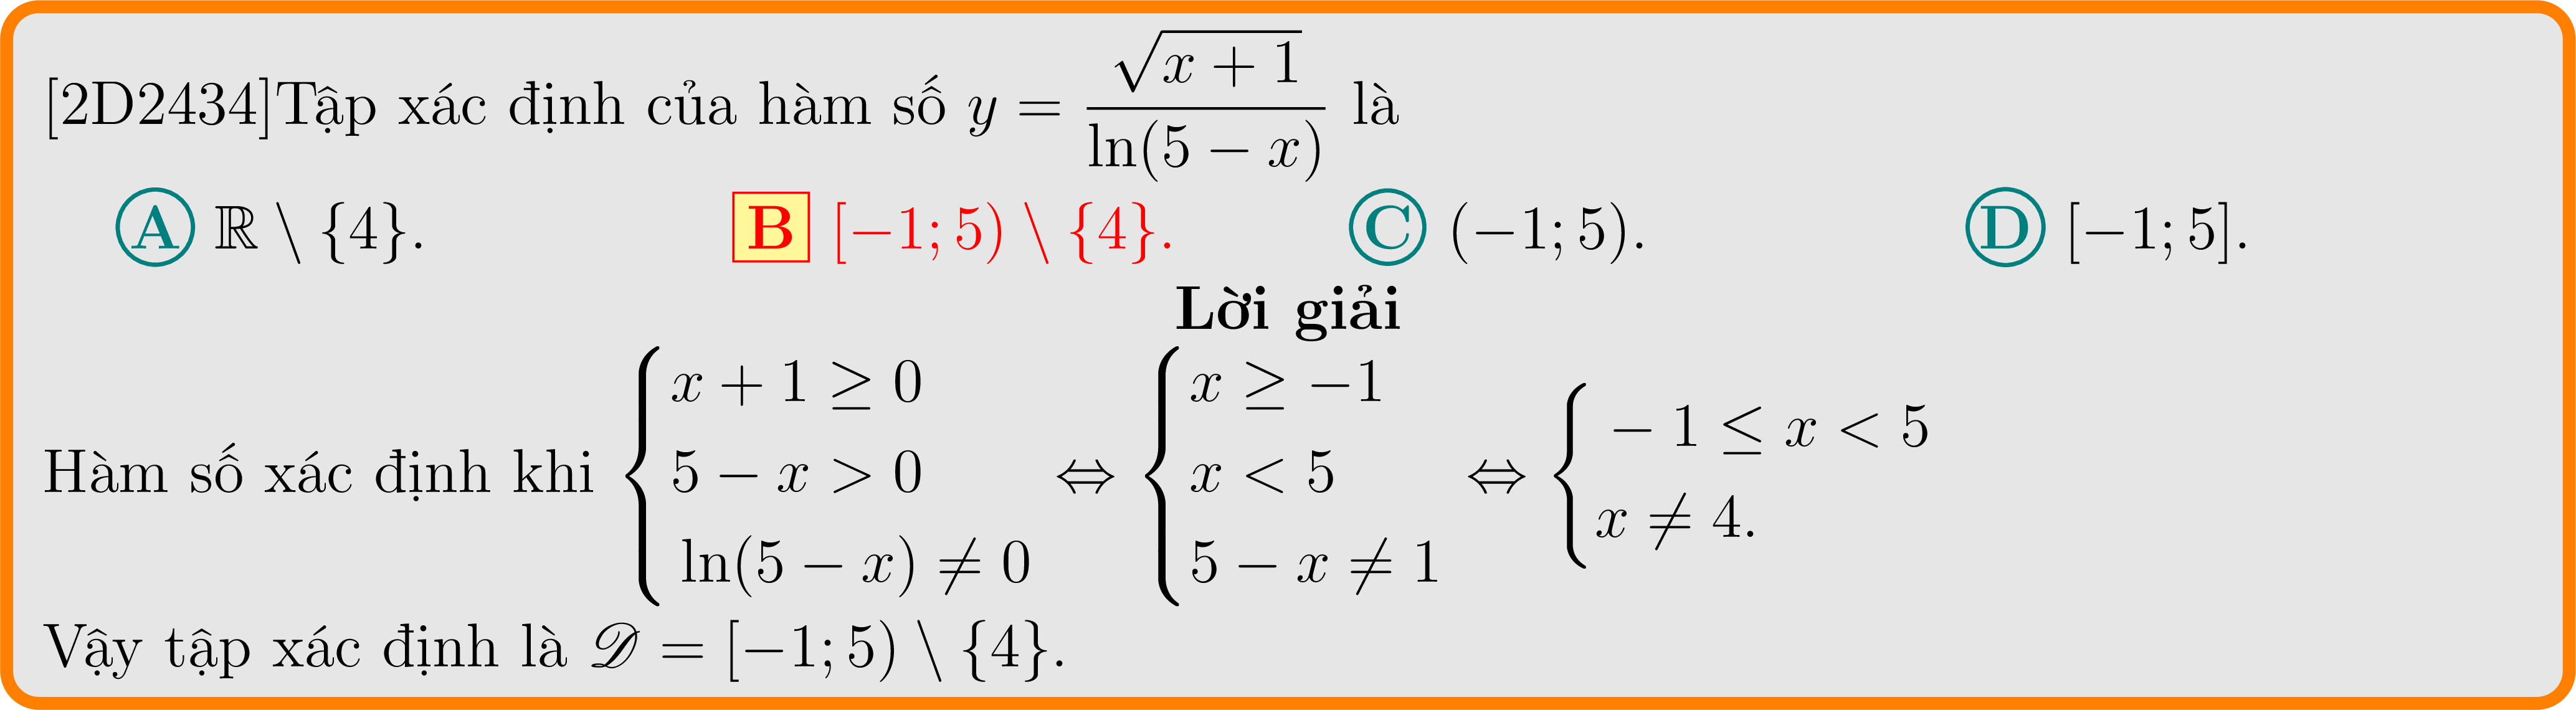 [2D2434]Tập xác định của hàm số $y = \dfrac{\sqrt{x+1}}{\ln(5-x)}$ là
A $\mathbb{R} \setminus \{4\}$. B $[-1;5) \setminus \{4\}$. C $(-1;5)$. D $[-1;5]$.
Lời giải
Hàm số xác định khi $\begin{cases} x+1 \geq 0 \\ 5-x > 0 \\ \ln(5-x) \neq 0 \end{cases} \Leftrightarrow \begin{cases} x \geq -1 \\ x < 5 \\ 5-x \neq 1 \end{cases} \Leftrightarrow \begin{cases} -1 \leq x < 5 \\ x \neq 4. \end{cases}$
Vậy tập xác định là $\mathscr{D} = [-1;5) \setminus \{4\}$.